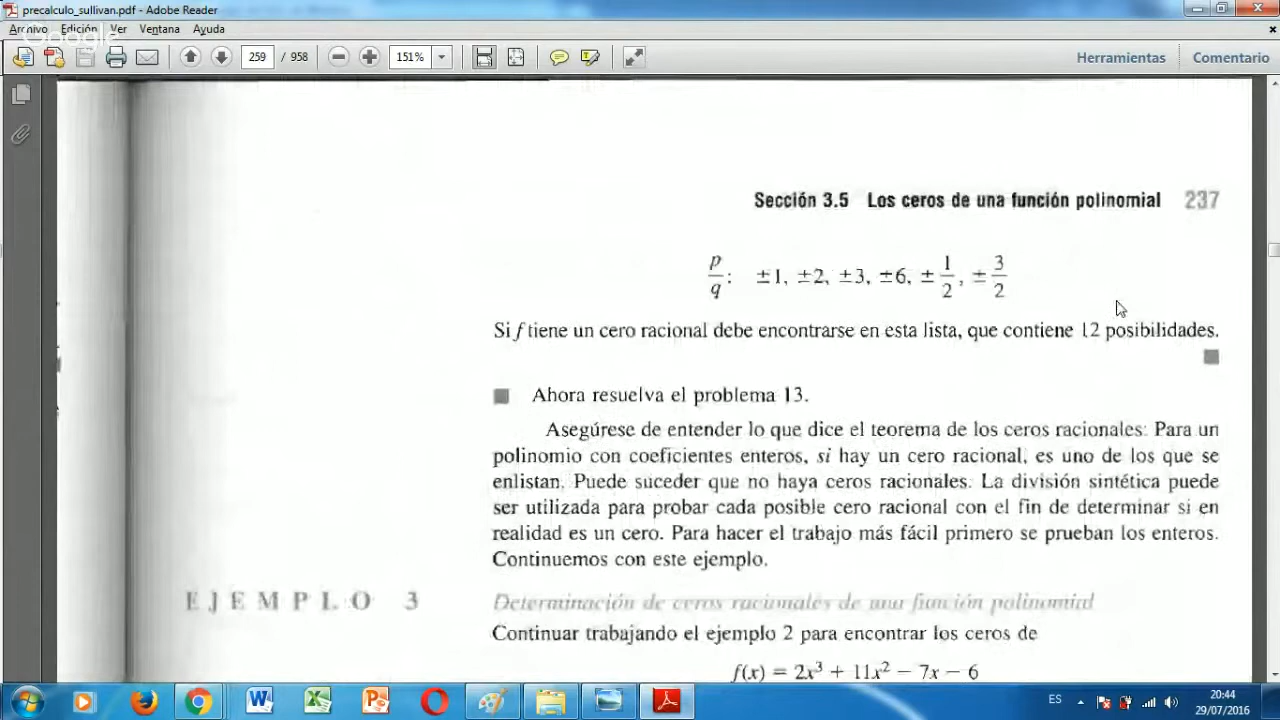 precalculo_sullivan.pdf - Adobe Reader
Archivo Edición Ver Ventana Ayuda
Google
259 / 958 151% Herramientas Comentario
Sección 3.5 Los ceros de una función polinomial 237
p/q: ±1, ±2, ±3, ±6, ±1/2, ±3/2
Si f tiene un cero racional debe encontrarse en esta lista, que contiene 12 posibilidades.
Ahora resuelva el problema 13.
Asegúrese de entender lo que dice el teorema de los ceros racionales: Para un
polinomio con coeficientes enteros, si hay un cero racional, es uno de los que se
enlistan. Puede suceder que no haya ceros racionales. La división sintética puede
ser utilizada para probar cada posible cero racional con el fin de determinar si en
realidad es un cero. Para hacer el trabajo más fácil primero se prueban los enteros.
Continuemos con este ejemplo.
EJEMPLO 3 Determinación de ceros racionales de una función polinomial
Continuar trabajando el ejemplo 2 para encontrar los ceros de
f(x) = 2x³ + 11x² − 7x − 6
ES 20:44
29/07/2016